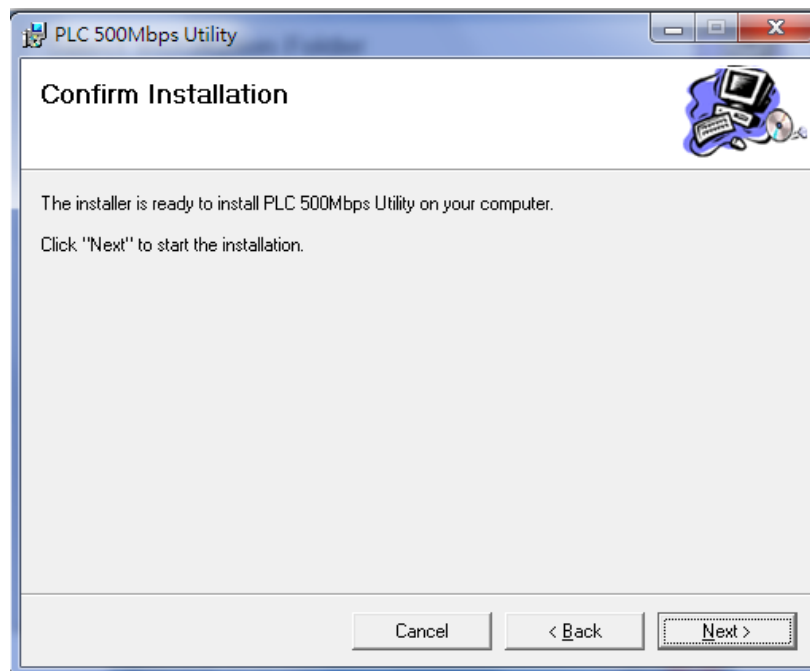 PLC 500Mbps Utility
Confirm Installation
The installer is ready to install PLC 500Mbps Utility on your computer.
Click "Next" to start the installation.
Cancel
< Back
Next >